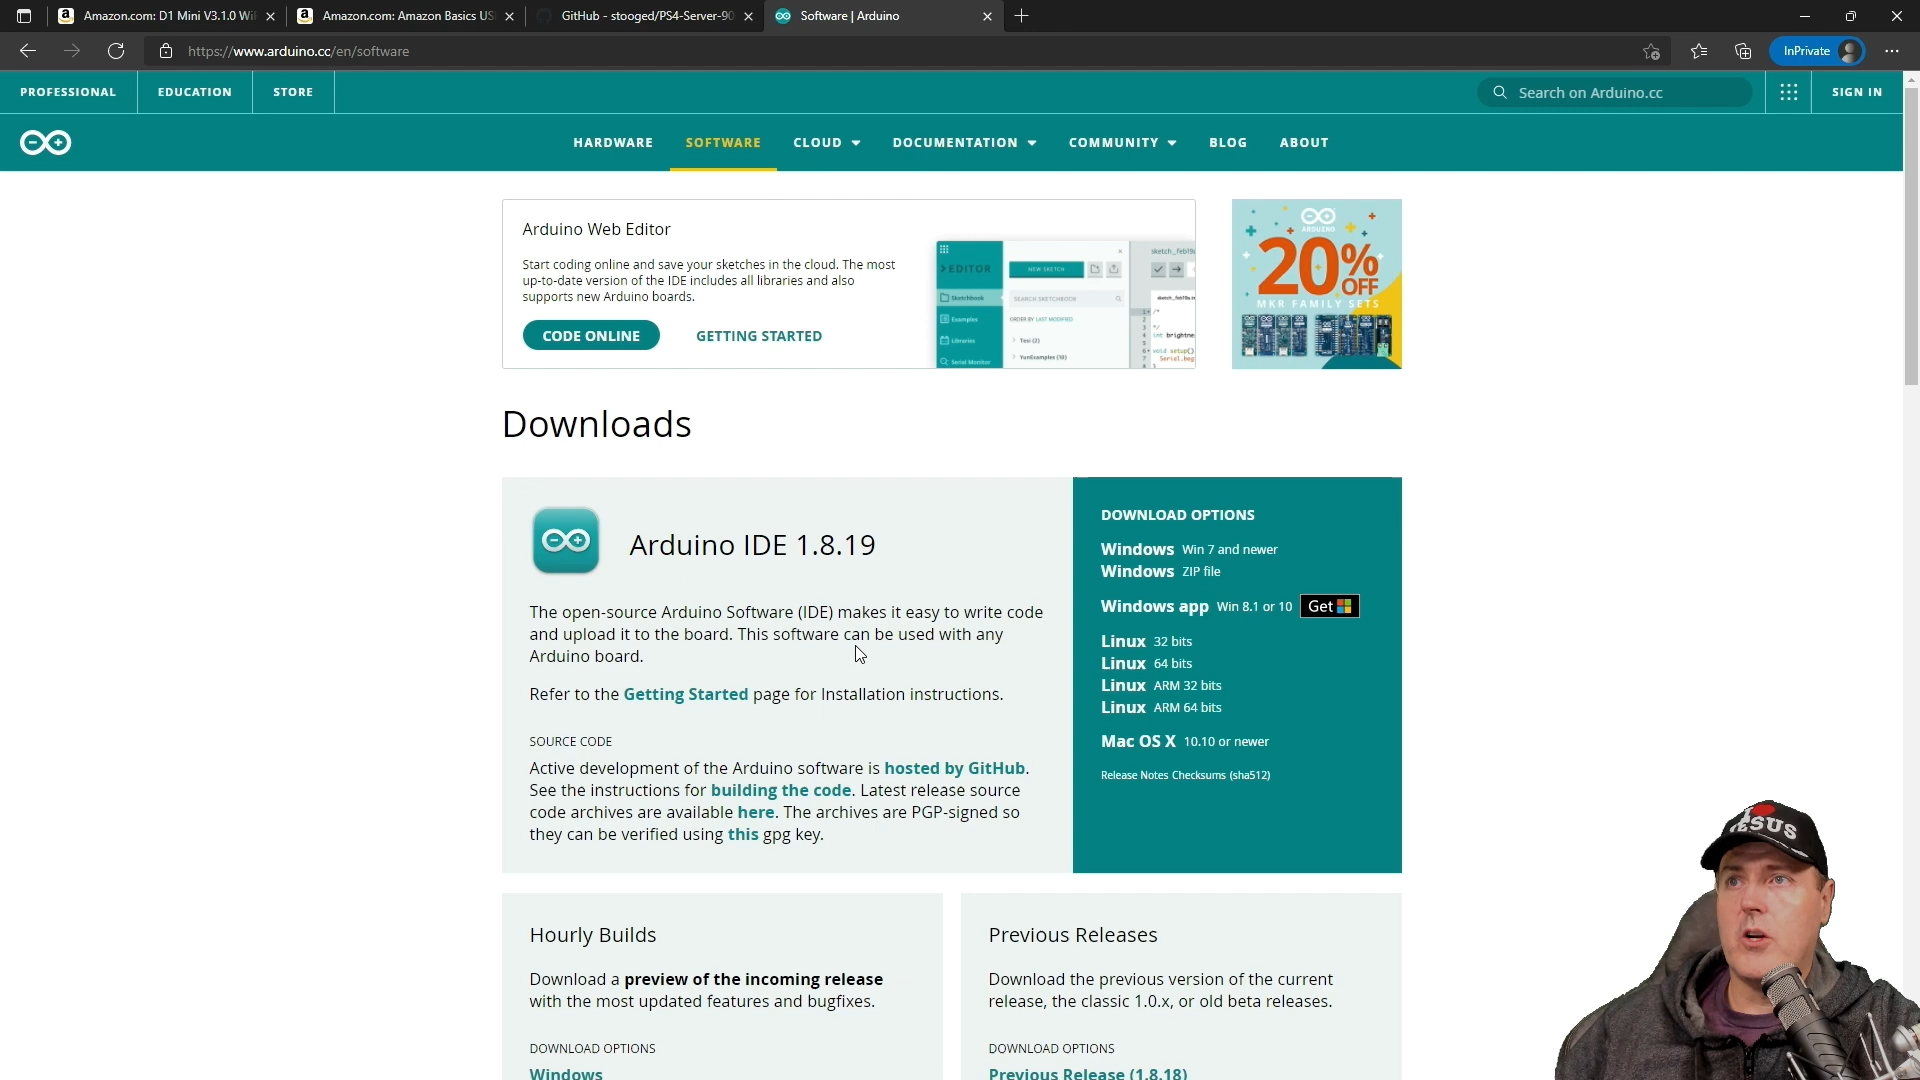 Amazon.com: D1 Mini V3.1.0 Wi
Amazon.com: Amazon Basics US
GitHub - stooged/PS4-Server-90
Software | Arduino
https://www.arduino.cc/en/software
InPrivate
PROFESSIONAL
EDUCATION
STORE
Search on Arduino.cc
SIGN IN
HARDWARE
SOFTWARE
CLOUD
DOCUMENTATION
COMMUNITY
BLOG
ABOUT
Arduino Web Editor
Start coding online and save your sketches in the cloud. The most
up-to-date version of the IDE includes all libraries and also
supports new Arduino boards.
CODE ONLINE
GETTING STARTED
EDITOR
NEW SKETCH
SEARCH SKETCHBOOK
Sketchbook
ORDER BY LAST MODIFIED
Examples
Libraries
Tesi (2)
YunExamples (10)
Serial Monitor
int brightne
void setup()
Serial.beg
ARDUINO
20% OFF
MKR FAMILY SETS
Downloads
Arduino IDE 1.8.19
The open-source Arduino Software (IDE) makes it easy to write code
and upload it to the board. This software can be used with any
Arduino board.
Refer to the Getting Started page for Installation instructions.
SOURCE CODE
Active development of the Arduino software is hosted by GitHub.
See the instructions for building the code. Latest release source
code archives are available here. The archives are PGP-signed so
they can be verified using this gpg key.
DOWNLOAD OPTIONS
Windows Win 7 and newer
Windows ZIP file
Windows app Win 8.1 or 10 Get
Linux 32 bits
Linux 64 bits
Linux ARM 32 bits
Linux ARM 64 bits
Mac OS X 10.10 or newer
Release Notes Checksums (sha512)
Hourly Builds
Download a preview of the incoming release
with the most updated features and bugfixes.
DOWNLOAD OPTIONS
Windows
Previous Releases
Download the previous version of the current
release, the classic 1.0.x, or old beta releases.
DOWNLOAD OPTIONS
Previous Release (1.8.18)
ESUS